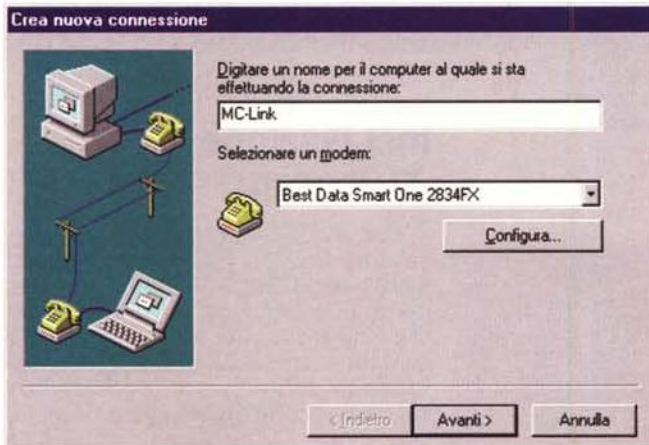 Crea nuova connessione
Digitare un nome per il computer al quale si sta
effettuando la connessione:
MC-Link
Selezionare un modem:
Best Data Smart One 2834FX
Configura...
< Indietro
Avanti >
Annulla